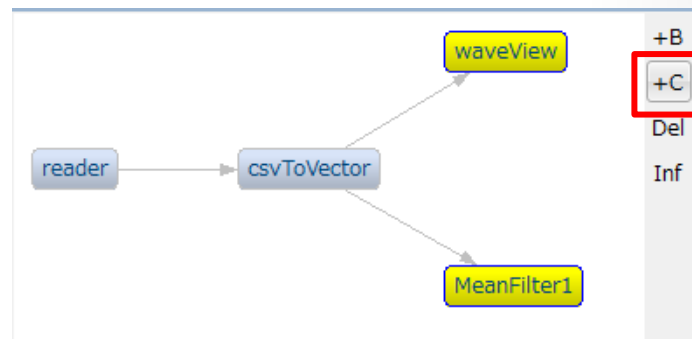 waveView
reader
csvToVector
MeanFilter1
+B
+C
Del
Inf